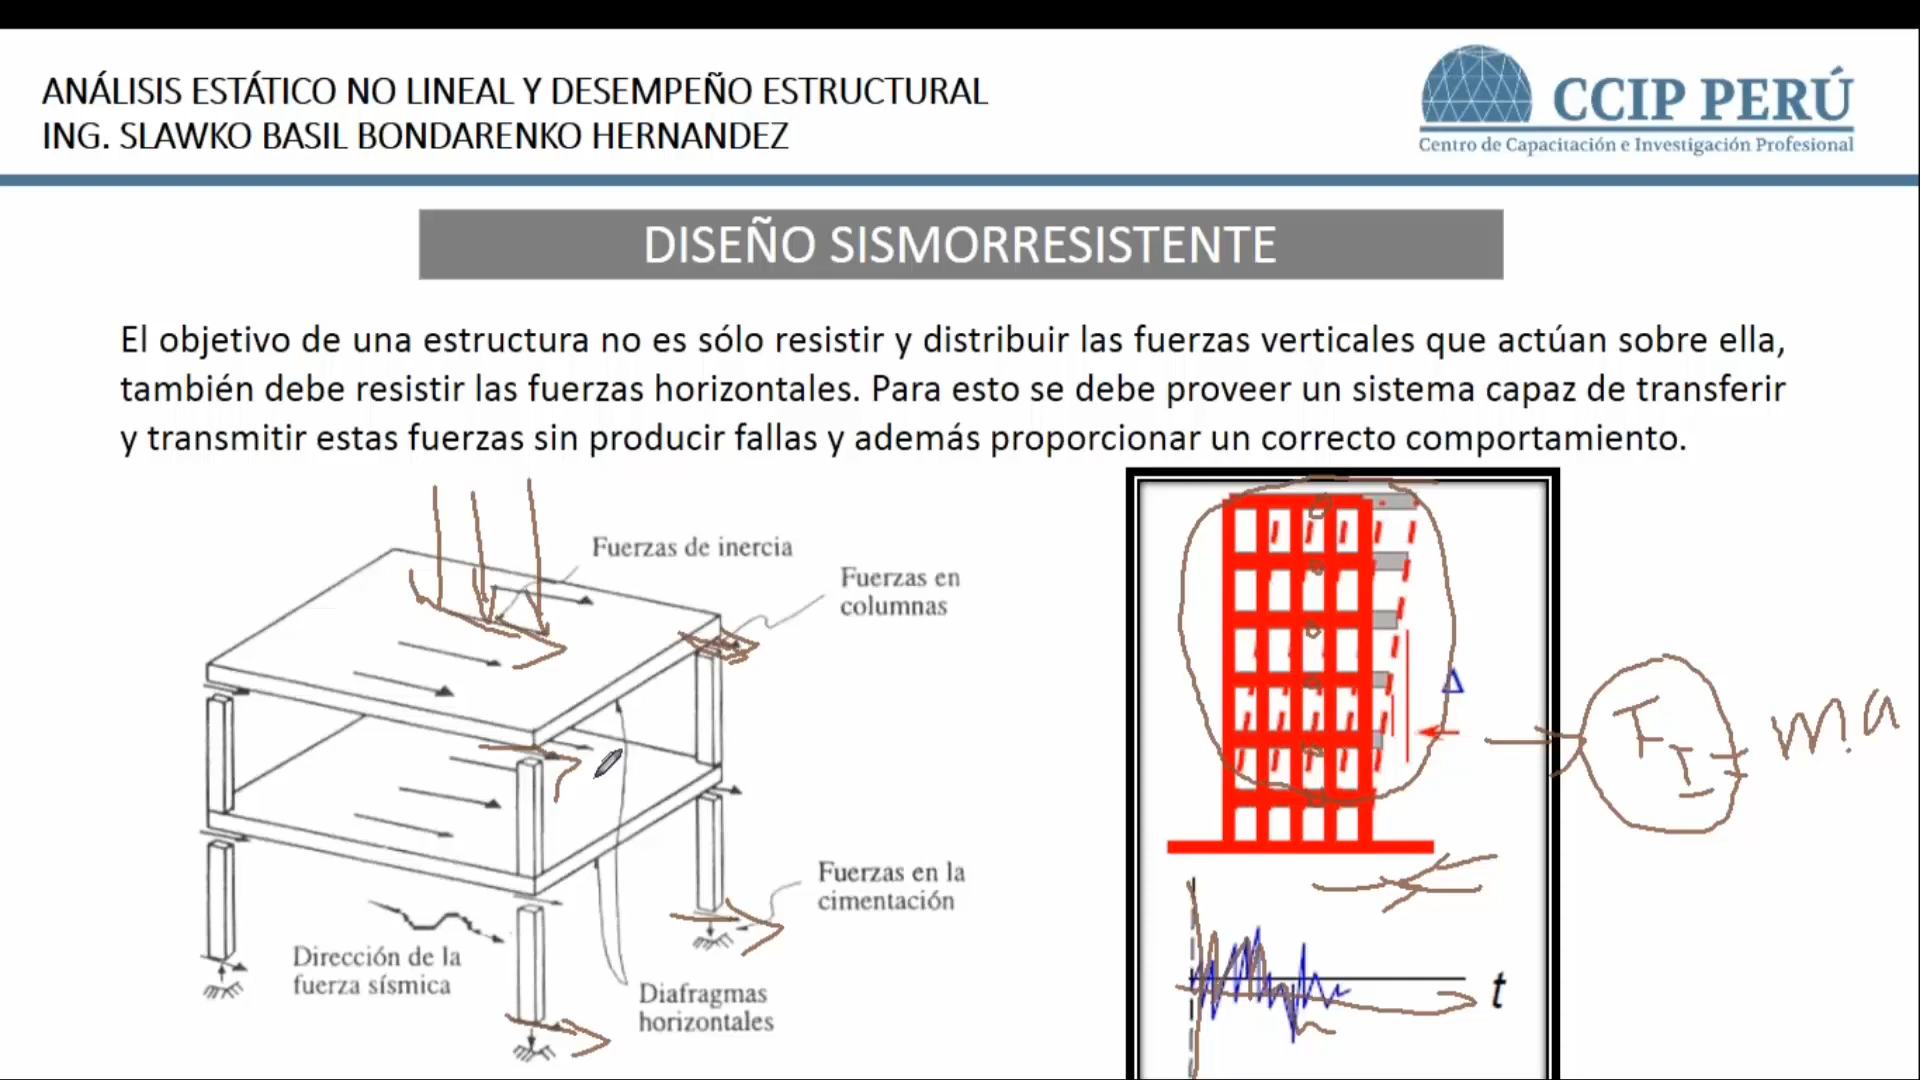 ANÁLISIS ESTÁTICO NO LINEAL Y DESEMPEÑO ESTRUCTURAL
ING. SLAWKO BASIL BONDARENKO HERNANDEZ
CCIP PERÚ
Centro de Capacitación e Investigación Profesional
DISEÑO SISMORRESISTENTE
El objetivo de una estructura no es sólo resistir y distribuir las fuerzas verticales que actúan sobre ella,
también debe resistir las fuerzas horizontales. Para esto se debe proveer un sistema capaz de transferir
y transmitir estas fuerzas sin producir fallas y además proporcionar un correcto comportamiento.
Fuerzas de inercia
Fuerzas en
columnas
Δ
F I = m.a
Fuerzas en la
cimentación
Dirección de la
fuerza sísmica
Diafragmas
horizontales
t